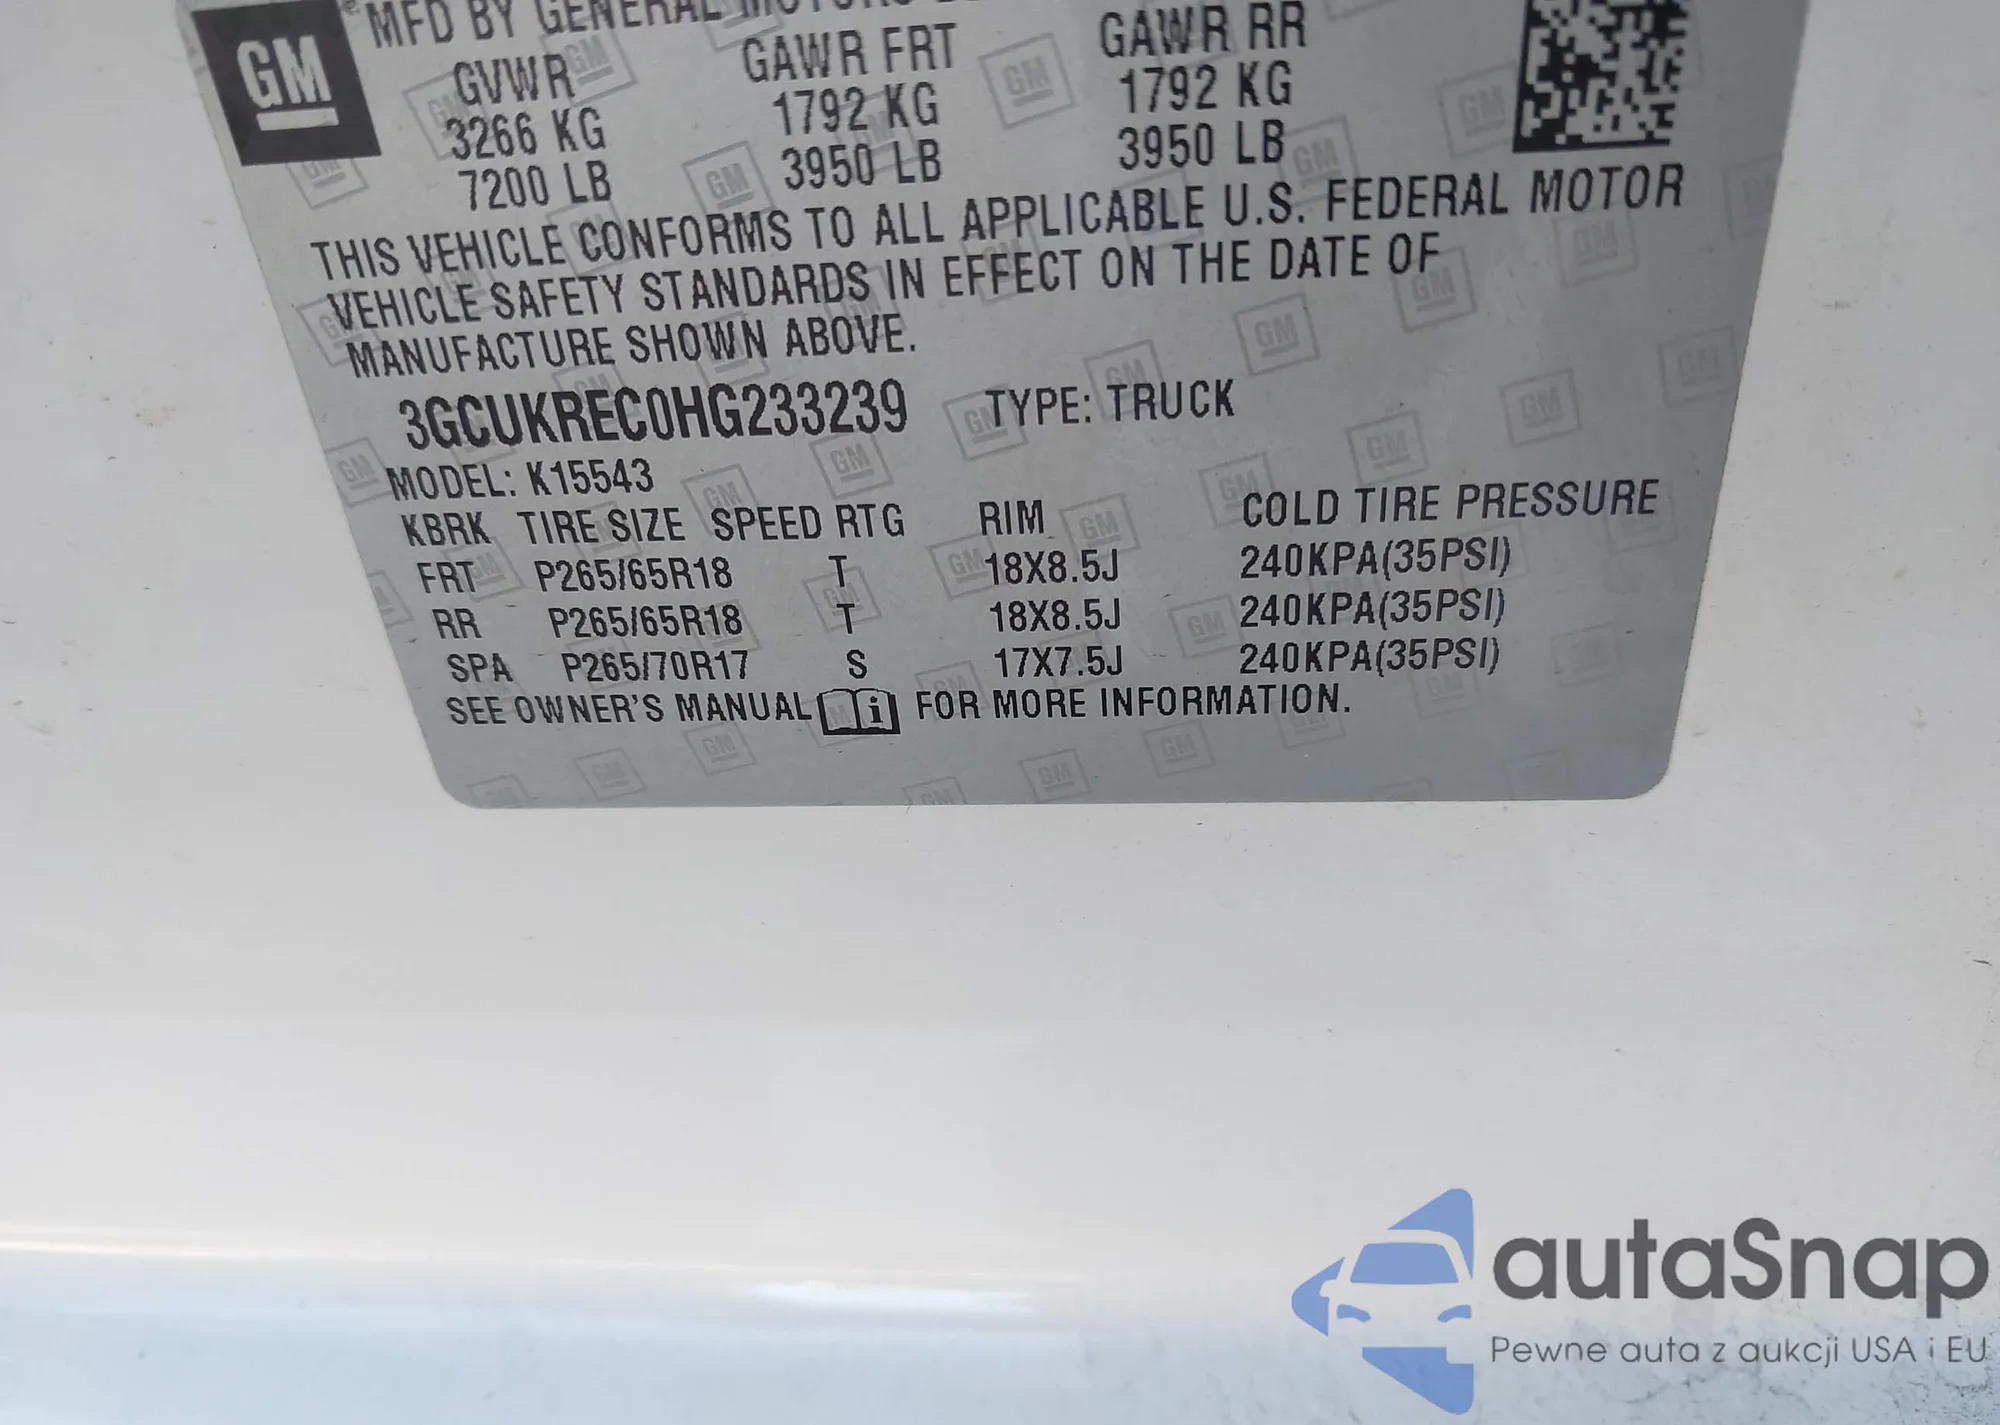 GM
MFD BY GENERAL MOTORS
GVWR GAWR FRT GAWR RR
3266 KG 1792 KG 1792 KG
7200 LB 3950 LB 3950 LB
THIS VEHICLE CONFORMS TO ALL APPLICABLE U.S. FEDERAL MOTOR
VEHICLE SAFETY STANDARDS IN EFFECT ON THE DATE OF
MANUFACTURE SHOWN ABOVE.
3GCUKREC0HG233239 TYPE: TRUCK
MODEL: K15543
KBRK TIRE SIZE SPEED RTG RIM COLD TIRE PRESSURE
FRT P265/65R18 T 18X8.5J 240KPA(35PSI)
RR P265/65R18 T 18X8.5J 240KPA(35PSI)
SPA P265/70R17 S 17X7.5J 240KPA(35PSI)
SEE OWNER'S MANUAL i FOR MORE INFORMATION.
autaSnap
Pewne auta z aukcji USA i EU